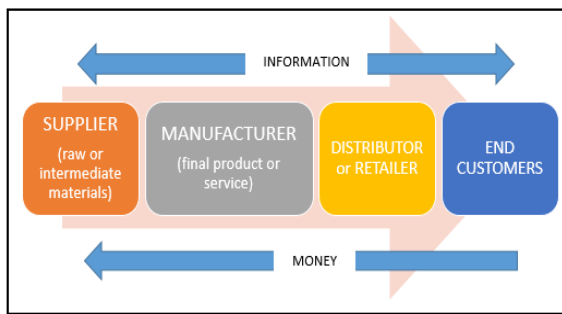 INFORMATION
SUPPLIER
(raw or
intermediate
materials)
MANUFACTURER
(final product or
service)
DISTRIBUTOR
or RETAILER
END
CUSTOMERS
MONEY